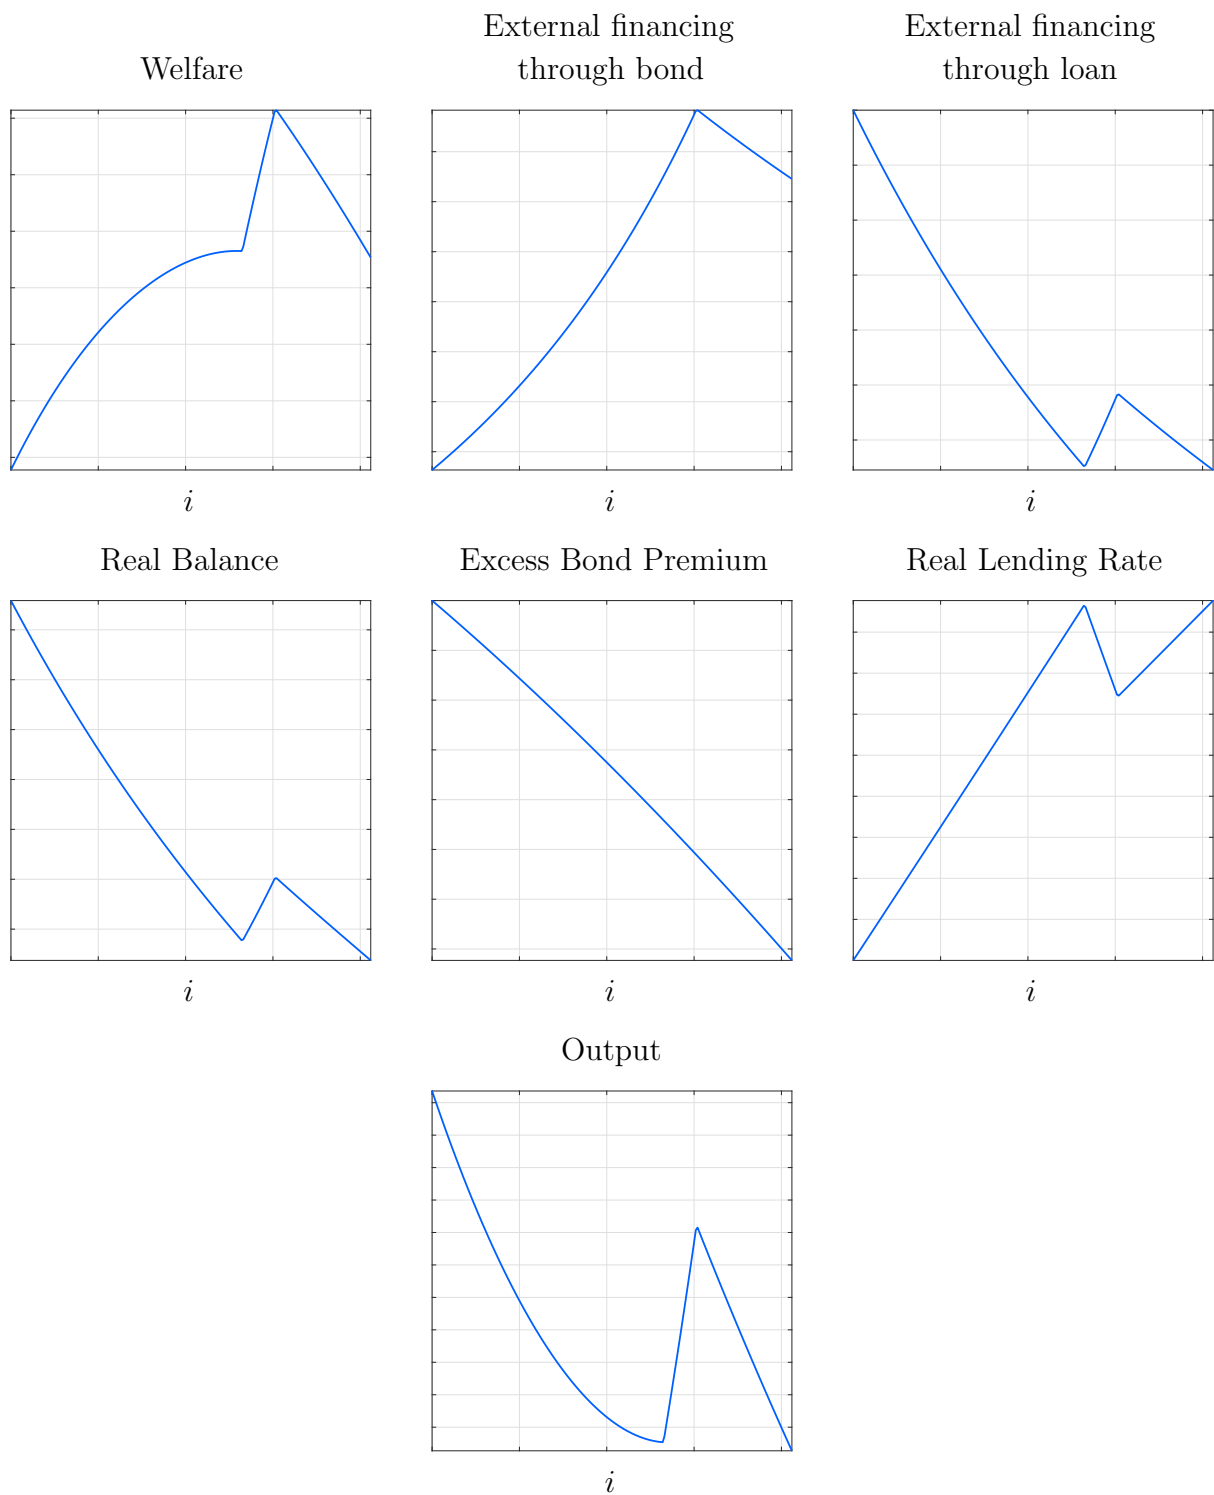 Welfare
External financing
through bond
External financing
through loan
i
i
i
Real Balance
Excess Bond Premium
Real Lending Rate
i
i
i
Output
i